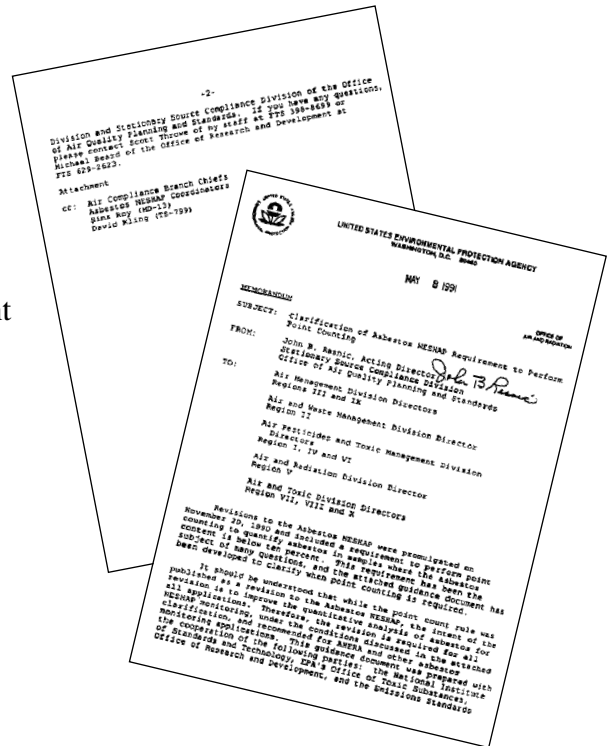 -2-
Division and Stationary Source Compliance Division of the Office
of Air Quality Planning and Standards. If you have any questions,
please contact Scott Throwe of my staff at FTS 398-8699 or
Michael Beard of the Office of Research and Development at
FTS 629-2623.
Attachment
cc: Air Compliance Branch Chiefs
Asbestos NESHAP Coordinators
Sims Roy (MD-13)
David Kling (TS-799)
UNITED STATES ENVIRONMENTAL PROTECTION AGENCY
WASHINGTON, D.C. 20460
MAY 8 1991
OFFICE OF
AIR AND RADIATION
MEMORANDUM
SUBJECT: Clarification of Asbestos NESHAP Requirement to Perform
Point Counting
FROM: John B. Rasnic, Acting Director John B Rasnic
Stationary Source Compliance Division
Office of Air Quality Planning and Standards
TO: Air Management Division Directors
Regions III and IX
Air and Waste Management Division Director
Region II
Air Pesticides and Toxic Management Division
Directors
Region I, IV and VI
Air and Radiation Division Director
Region V
Air and Toxic Division Directors
Region VII, VIII and X
Revisions to the Asbestos NESHAP were promulgated on
November 20, 1990 and included a requirement to perform point
counting to quantify asbestos in samples where the asbestos
content is below ten percent. This requirement has been the
subject of many questions, and the attached guidance document has
been developed to clarify when point counting is required.
It should be understood that while the point count rule was
published as a revision to the Asbestos NESHAP, the intent of the
revision is to improve the quantitative analysis of asbestos for
all applications. Therefore, the revision is required for all
NESHAP monitoring, under the conditions discussed in the attached
clarification, and recommended for AHERA and other asbestos
monitoring applications. This guidance document was prepared with
the cooperation of the following parties: the National Institute
of Standards and Technology, EPA's Office of Toxic Substances,
Office of Research and Development, and the Emissions Standards